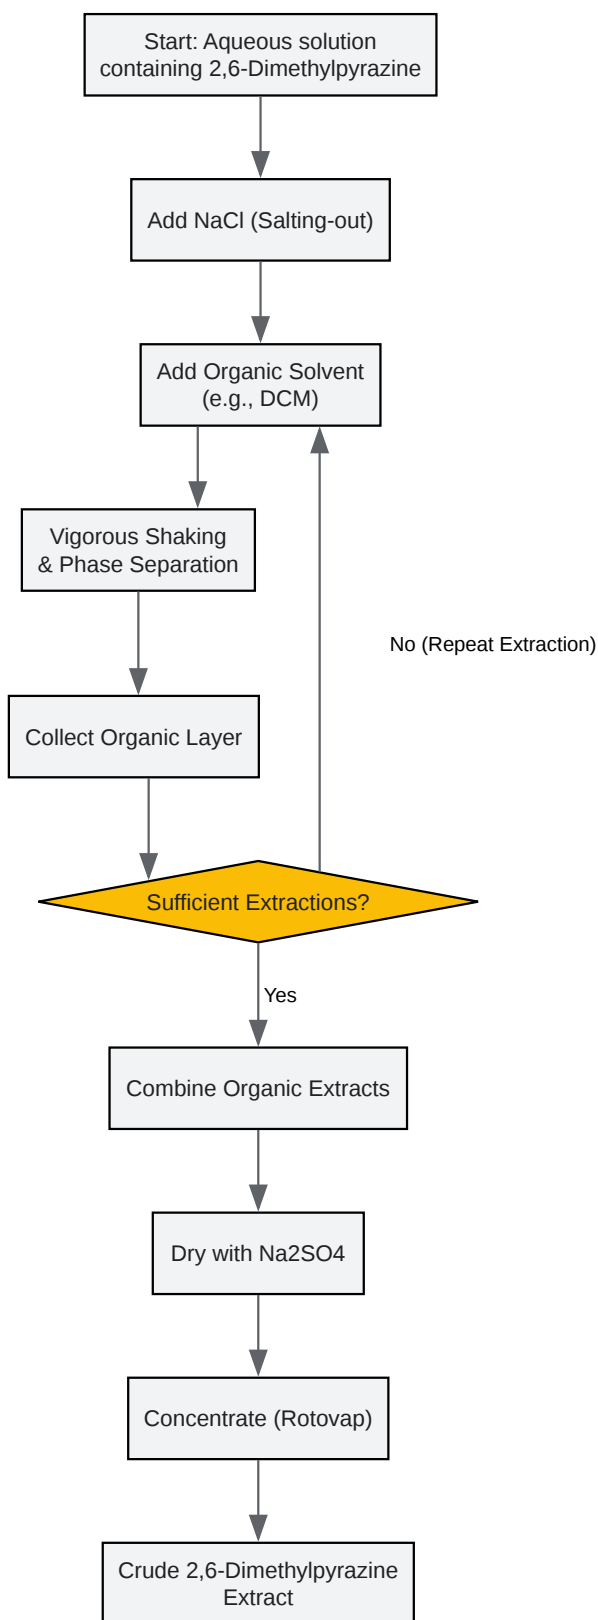 Start: Aqueous solution
containing 2,6-Dimethylpyrazine
Add NaCl (Salting-out)
Add Organic Solvent
(e.g., DCM)
Vigorous Shaking
& Phase Separation
No (Repeat Extraction)
Collect Organic Layer
Sufficient Extractions?
Yes
Combine Organic Extracts
Dry with Na2SO4
Concentrate (Rotovap)
Crude 2,6-Dimethylpyrazine
Extract